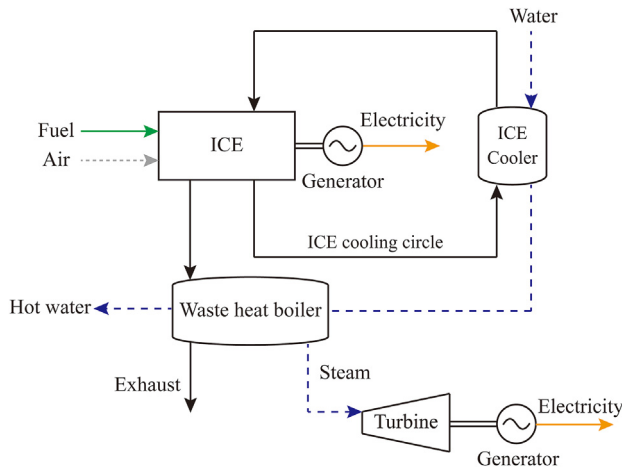 Water
Fuel
Air
ICE
Electricity
Generator
ICE
Cooler
ICE cooling circle
Hot water
Waste heat boiler
Exhaust
Steam
Turbine
Electricity
Generator